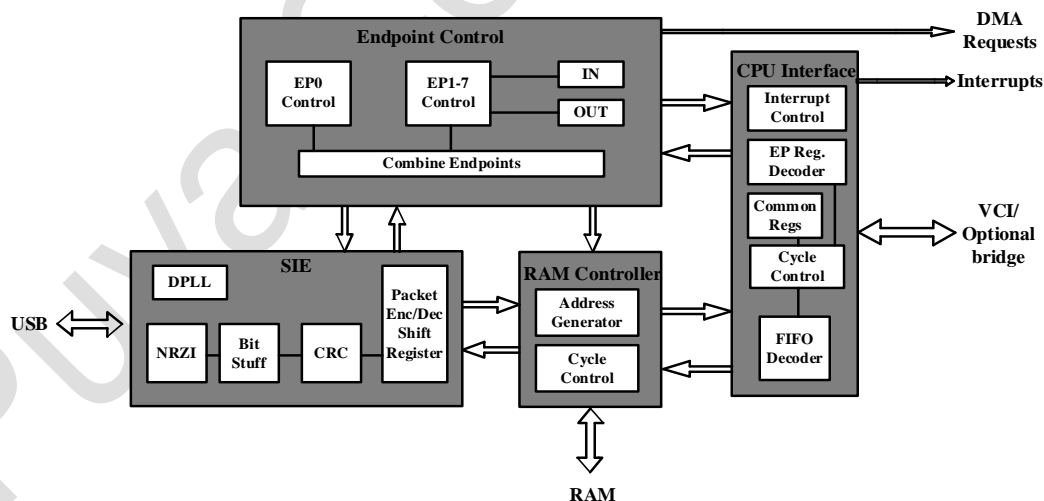 Endpoint Control
EP0
Control
EP1-7
Control
IN
OUT
Combine Endpoints
DMA
Requests
CPU Interface
Interrupts
Interrupt
Control
EP Reg.
Decoder
Common
Regs
Cycle
Control
FIFO
Decoder
VCI/
Optional
bridge
SIE
DPLL
NRZI
Bit
Stuff
CRC
Packet
Enc/Dec
Shift
Register
USB
RAM Controller
Address
Generator
Cycle
Control
RAM